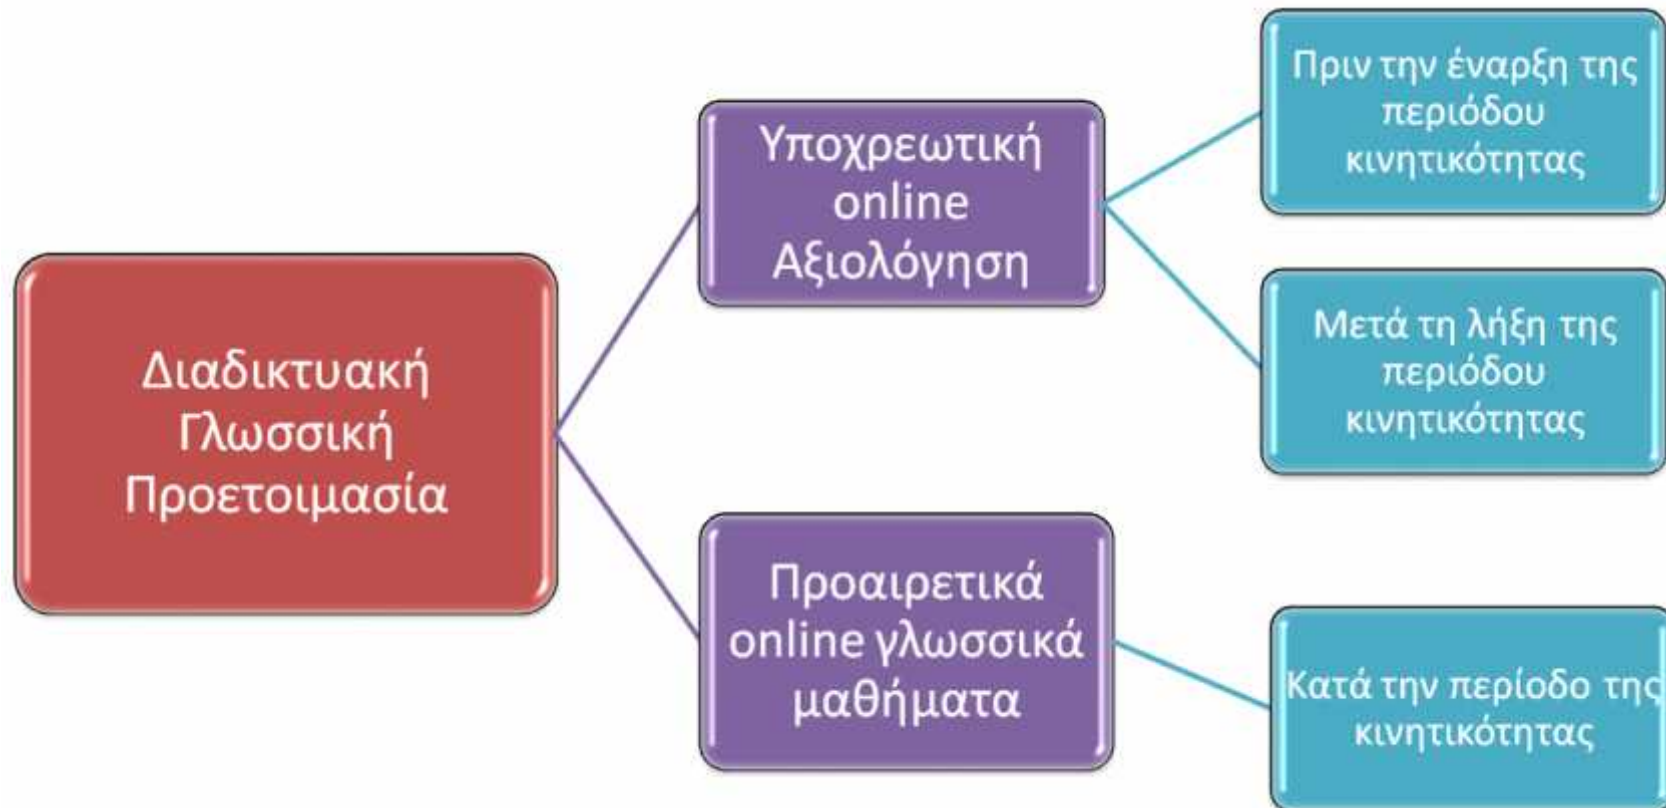 Διαδικτυακή
Γλωσσική
Προετοιμασία
Υποχρεωτική
online
Αξιολόγηση
Πριν την έναρξη της
περιόδου
κινητικότητας
Μετά τη λήξη της
περιόδου
κινητικότητας
Προαιρετικά
online γλωσσικά
μαθήματα
Κατά την περίοδο της
κινητικότητας